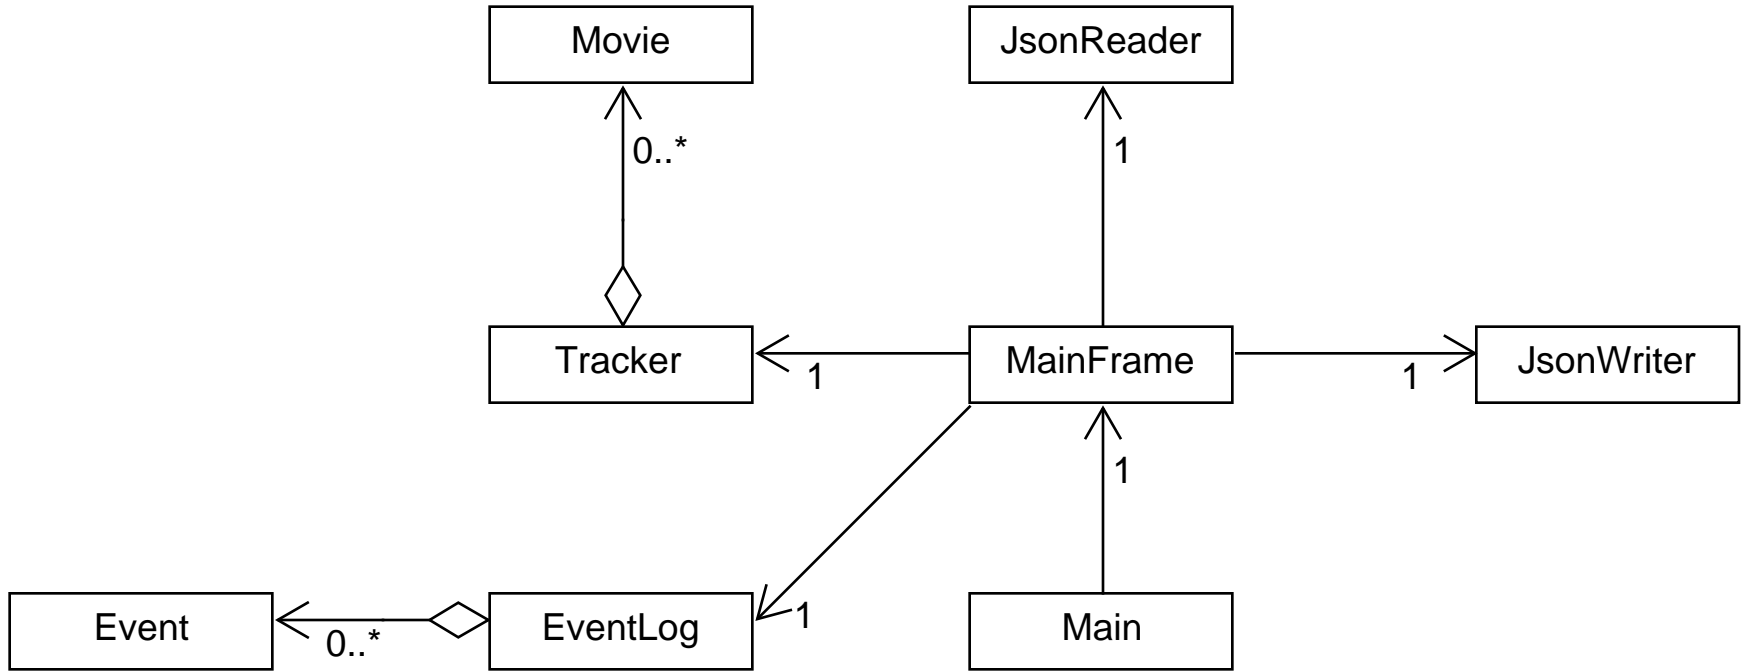 Movie
JsonReader
0..*
1
Tracker
MainFrame
JsonWriter
1
1
1
Event
EventLog
Main
0..*
1